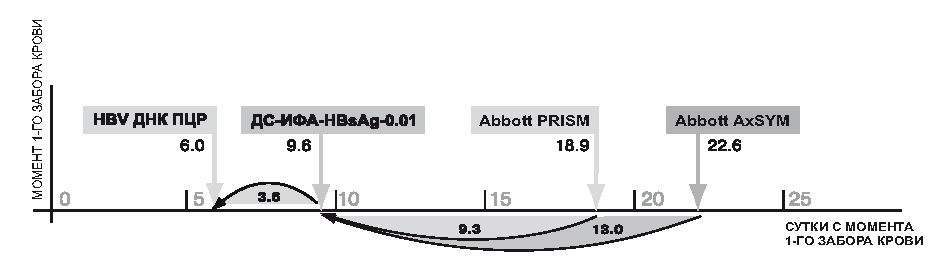 МОМЕНТ 1-ГО ЗАБОРА КРОВИ
HBV ДНК ПЦР
ДС-ИФА-HBsAg-0.01
Abbott PRISM
Abbott AxSYM
6.0
9.6
18.9
22.6
0
5
10
15
20
25
3.6
9.3
13.0
СУТКИ С МОМЕНТА
1-ГО ЗАБОРА КРОВИ